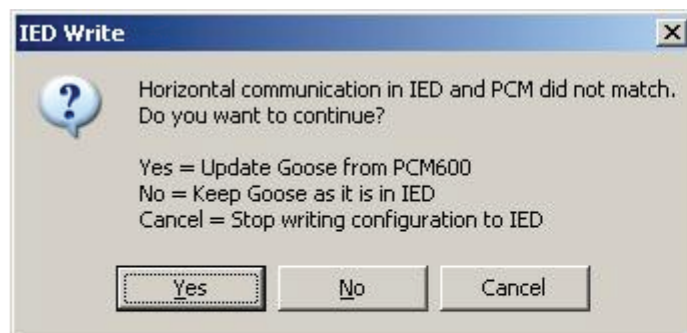 IED Write
Horizontal communication in IED and PCM did not match.
Do you want to continue?
Yes = Update Goose from PCM600
No = Keep Goose as it is in IED
Cancel = Stop writing configuration to IED
Yes No Cancel